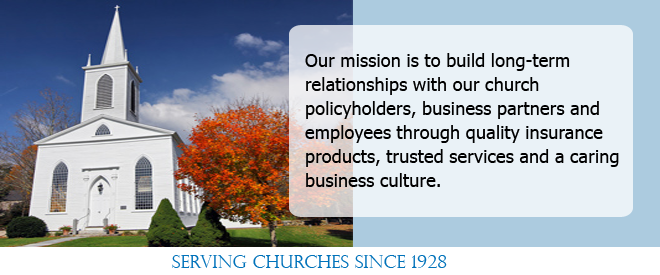 Our mission is to build long-term
relationships with our church
policyholders, business partners and
employees through quality insurance
products, trusted services and a caring
business culture.
SERVING CHURCHES SINCE 1928